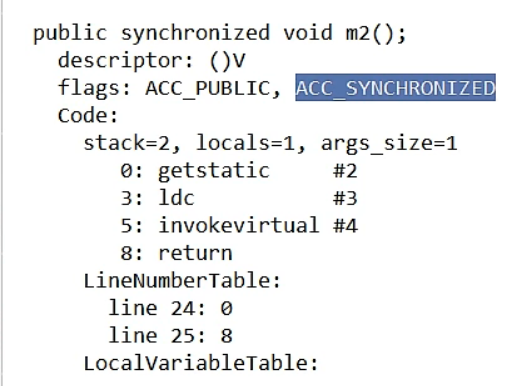 public synchronized void m2();
descriptor: ()V
flags: ACC_PUBLIC, ACC_SYNCHRONIZED
Code:
stack=2, locals=1, args_size=1
0: getstatic #2
3: ldc #3
5: invokevirtual #4
8: return
LineNumberTable:
line 24: 0
line 25: 8
LocalVariableTable: